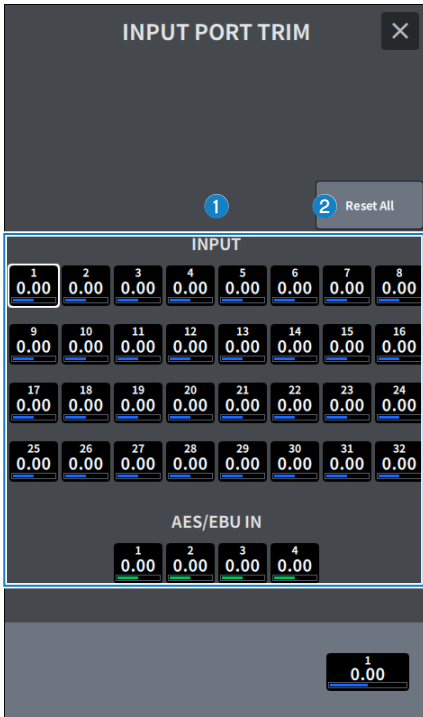 INPUT PORT TRIM
1
2 Reset All
INPUT
1 2 3 4 5 6 7 8
0.00 0.00 0.00 0.00 0.00 0.00 0.00 0.00
9 10 11 12 13 14 15 16
0.00 0.00 0.00 0.00 0.00 0.00 0.00 0.00
17 18 19 20 21 22 23 24
0.00 0.00 0.00 0.00 0.00 0.00 0.00 0.00
25 26 27 28 29 30 31 32
0.00 0.00 0.00 0.00 0.00 0.00 0.00 0.00
AES/EBU IN
1 2 3 4
0.00 0.00 0.00 0.00
1
0.00